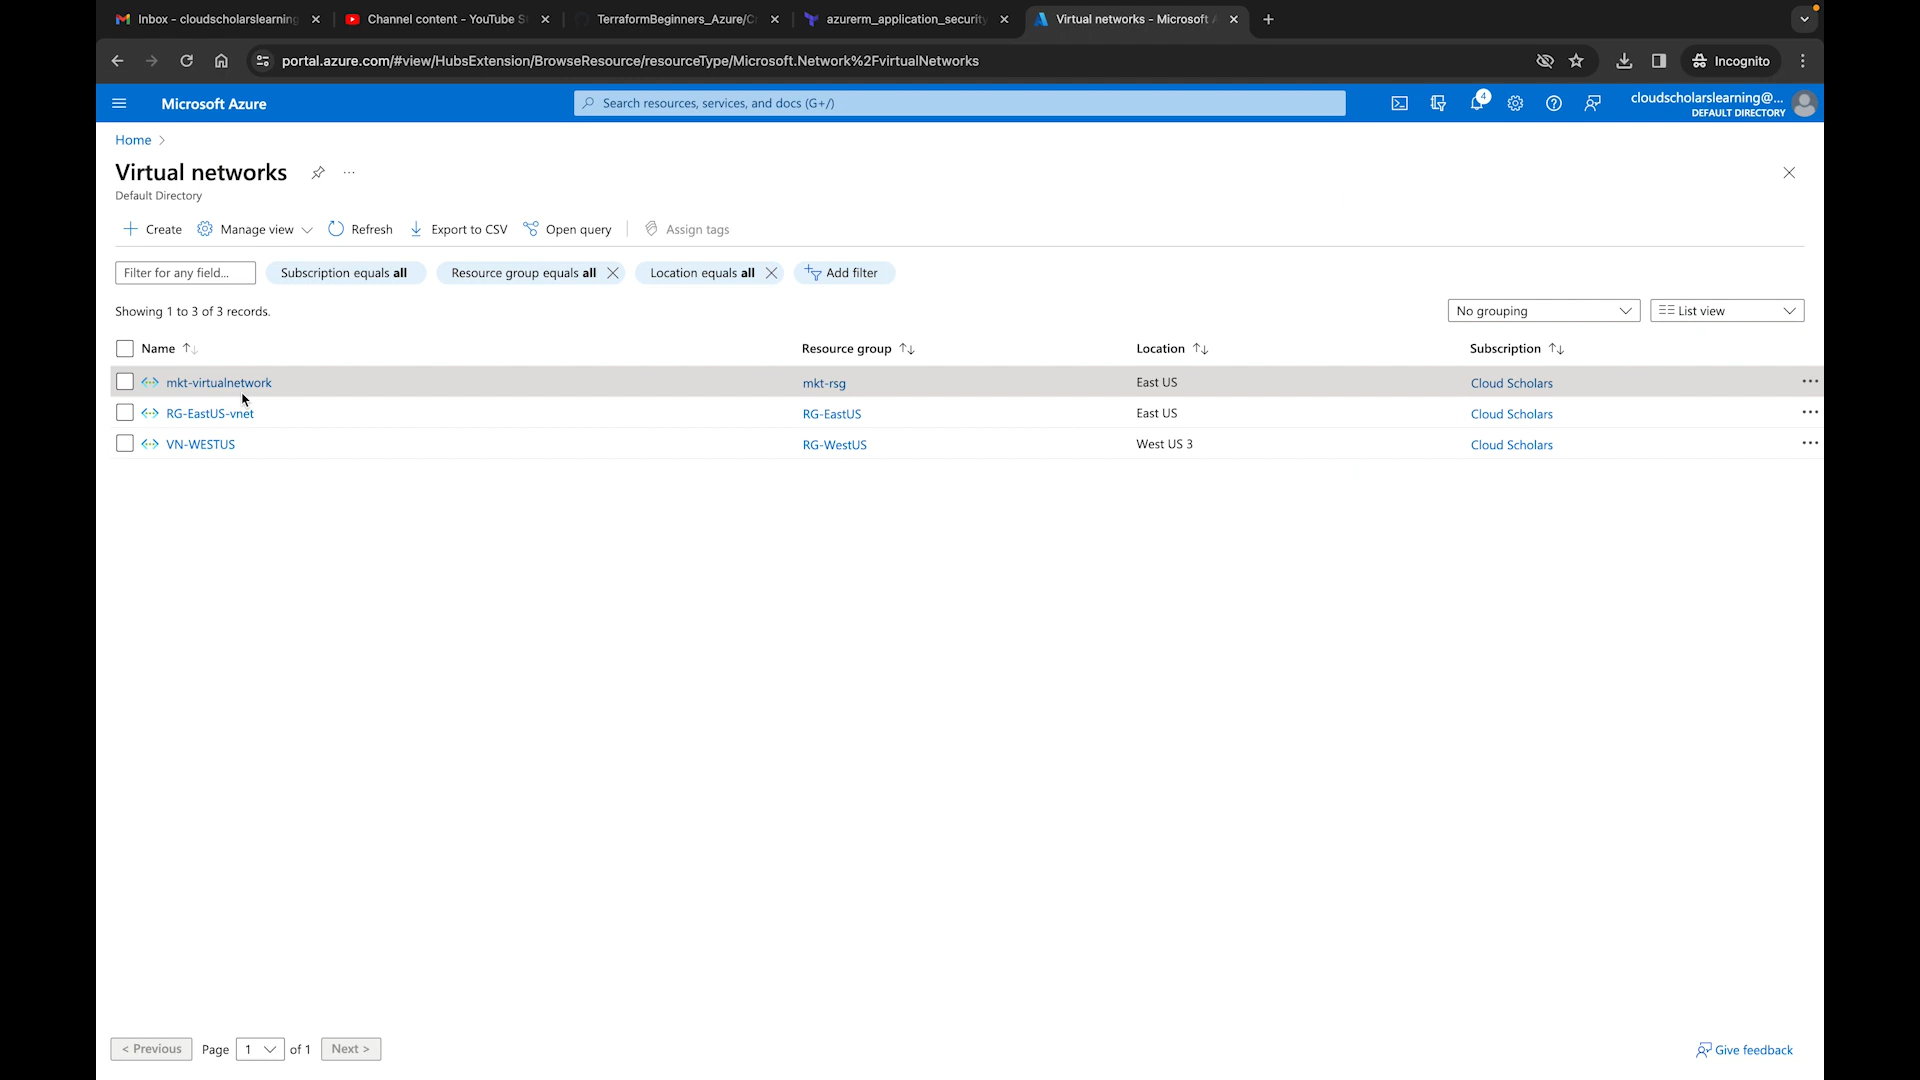 Inbox - cloudscholarslearning
Channel content - YouTube S
TerraformBeginners_Azure/C
azurerm_application_security
Virtual networks - Microsoft A
portal.azure.com/#view/HubsExtension/BrowseResource/resourceType/Microsoft.Network%2FvirtualNetworks
Incognito
Microsoft Azure
Search resources, services, and docs (G+/)
4
cloudscholarslearning@...
DEFAULT DIRECTORY
Home
Virtual networks
Default Directory
Create
Manage view
Refresh
Export to CSV
Open query
Assign tags
Filter for any field...
Subscription equals all
Resource group equals all
Location equals all
Add filter
Showing 1 to 3 of 3 records.
No grouping
List view
Name Resource group Location Subscription
mkt-virtualnetwork mkt-rsg East US Cloud Scholars
RG-EastUS-vnet RG-EastUS East US Cloud Scholars
VN-WESTUS RG-WestUS West US 3 Cloud Scholars
< Previous Page 1 of 1 Next >
Give feedback